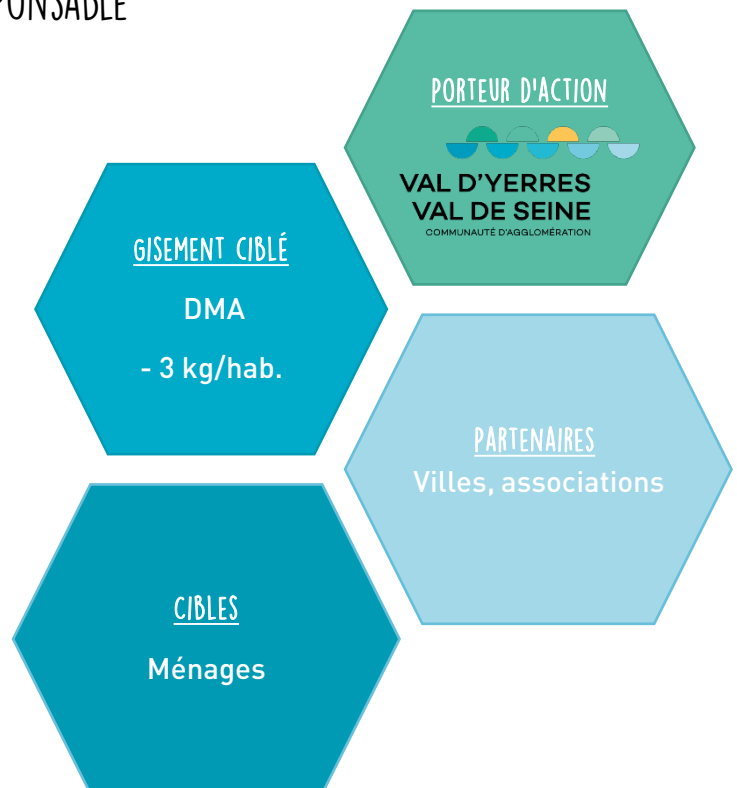 PORTEUR D'ACTION
VAL D'YERRES
VAL DE SEINE
COMMUNAUTÉ D'AGGLOMÉRATION
GISEMENT CIBLÉ
DMA
- 3 kg/hab.
PARTENAIRES
Villes, associations
CIBLES
Ménages